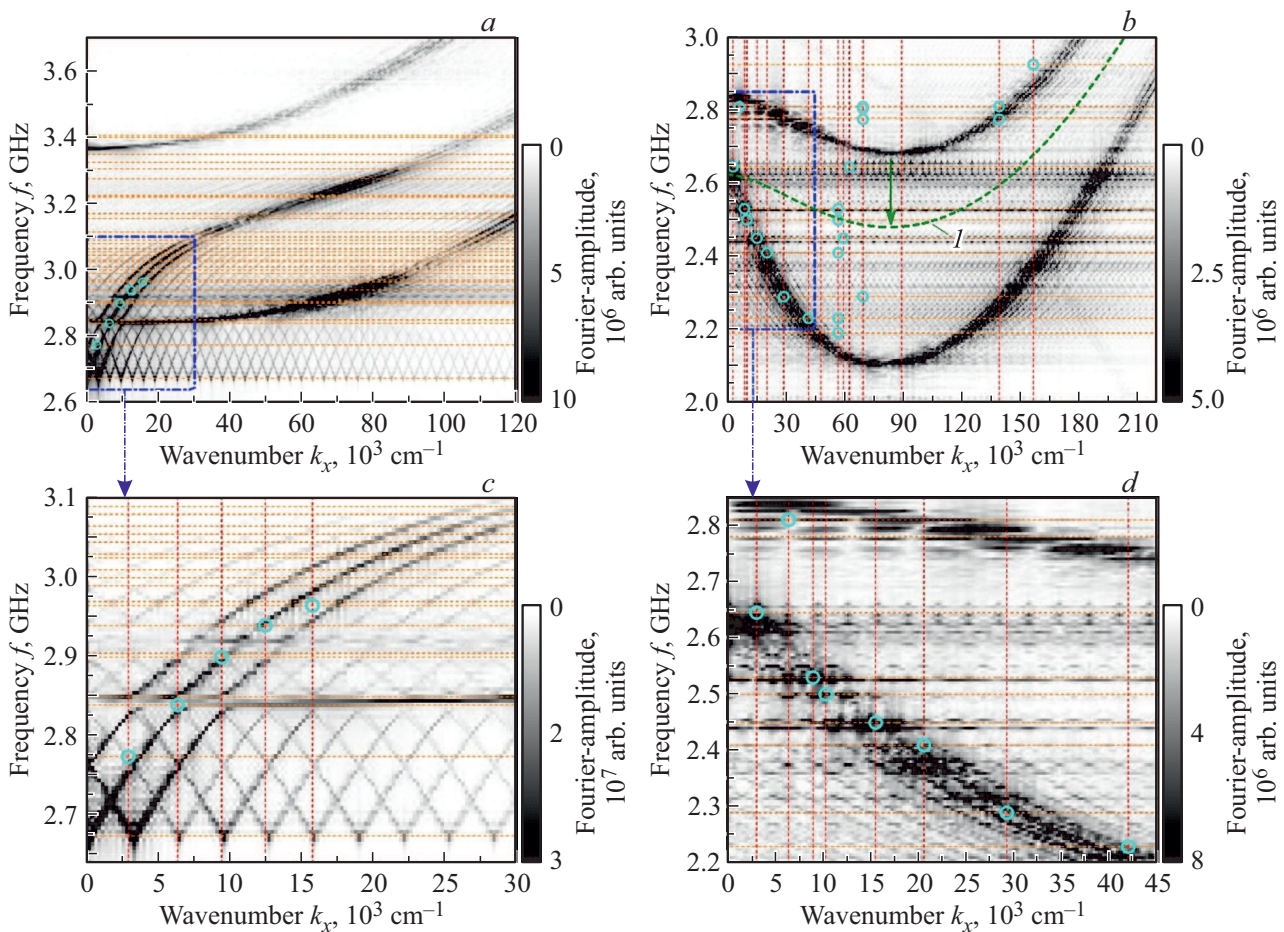 a
3.6
3.4
3.2
3.0
2.8
2.6
Frequency f, GHz
0 20 40 60 80 100 120
Wavenumber kₓ, 10³ cm⁻¹
0
5
10
Fourier-amplitude,
10⁶ arb. units
b
3.0
2.8
2.6
2.4
2.2
2.0
Frequency f, GHz
1
0 30 60 90 120 150 180 210
Wavenumber kₓ, 10³ cm⁻¹
0
2.5
5.0
Fourier-amplitude,
10⁶ arb. units
c
3.1
3.0
2.9
2.8
2.7
Frequency f, GHz
0 5 10 15 20 25 30
Wavenumber kₓ, 10³ cm⁻¹
0
2
3
Fourier-amplitude,
10⁷ arb. units
d
2.8
2.7
2.6
2.5
2.4
2.3
2.2
Frequency f, GHz
0 5 10 15 20 25 30 35 40 45
Wavenumber kₓ, 10³ cm⁻¹
0
4
8
Fourier-amplitude,
10⁶ arb. units